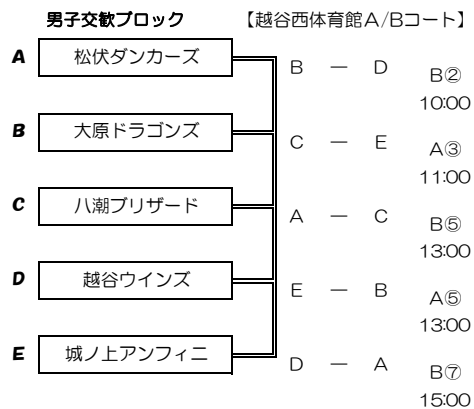 男子交歓ブロック 【越谷西体育館A/Bコート】
A 松伏ダンカーズ
B ― D B②
10:00
B 大原ドラゴンズ
C ― E A③
11:00
C 八潮ブリザード
A ― C B⑤
13:00
D 越谷ウインズ
E ― B A⑤
13:00
E 城ノ上アンフィニ
D ― A B⑦
15:00